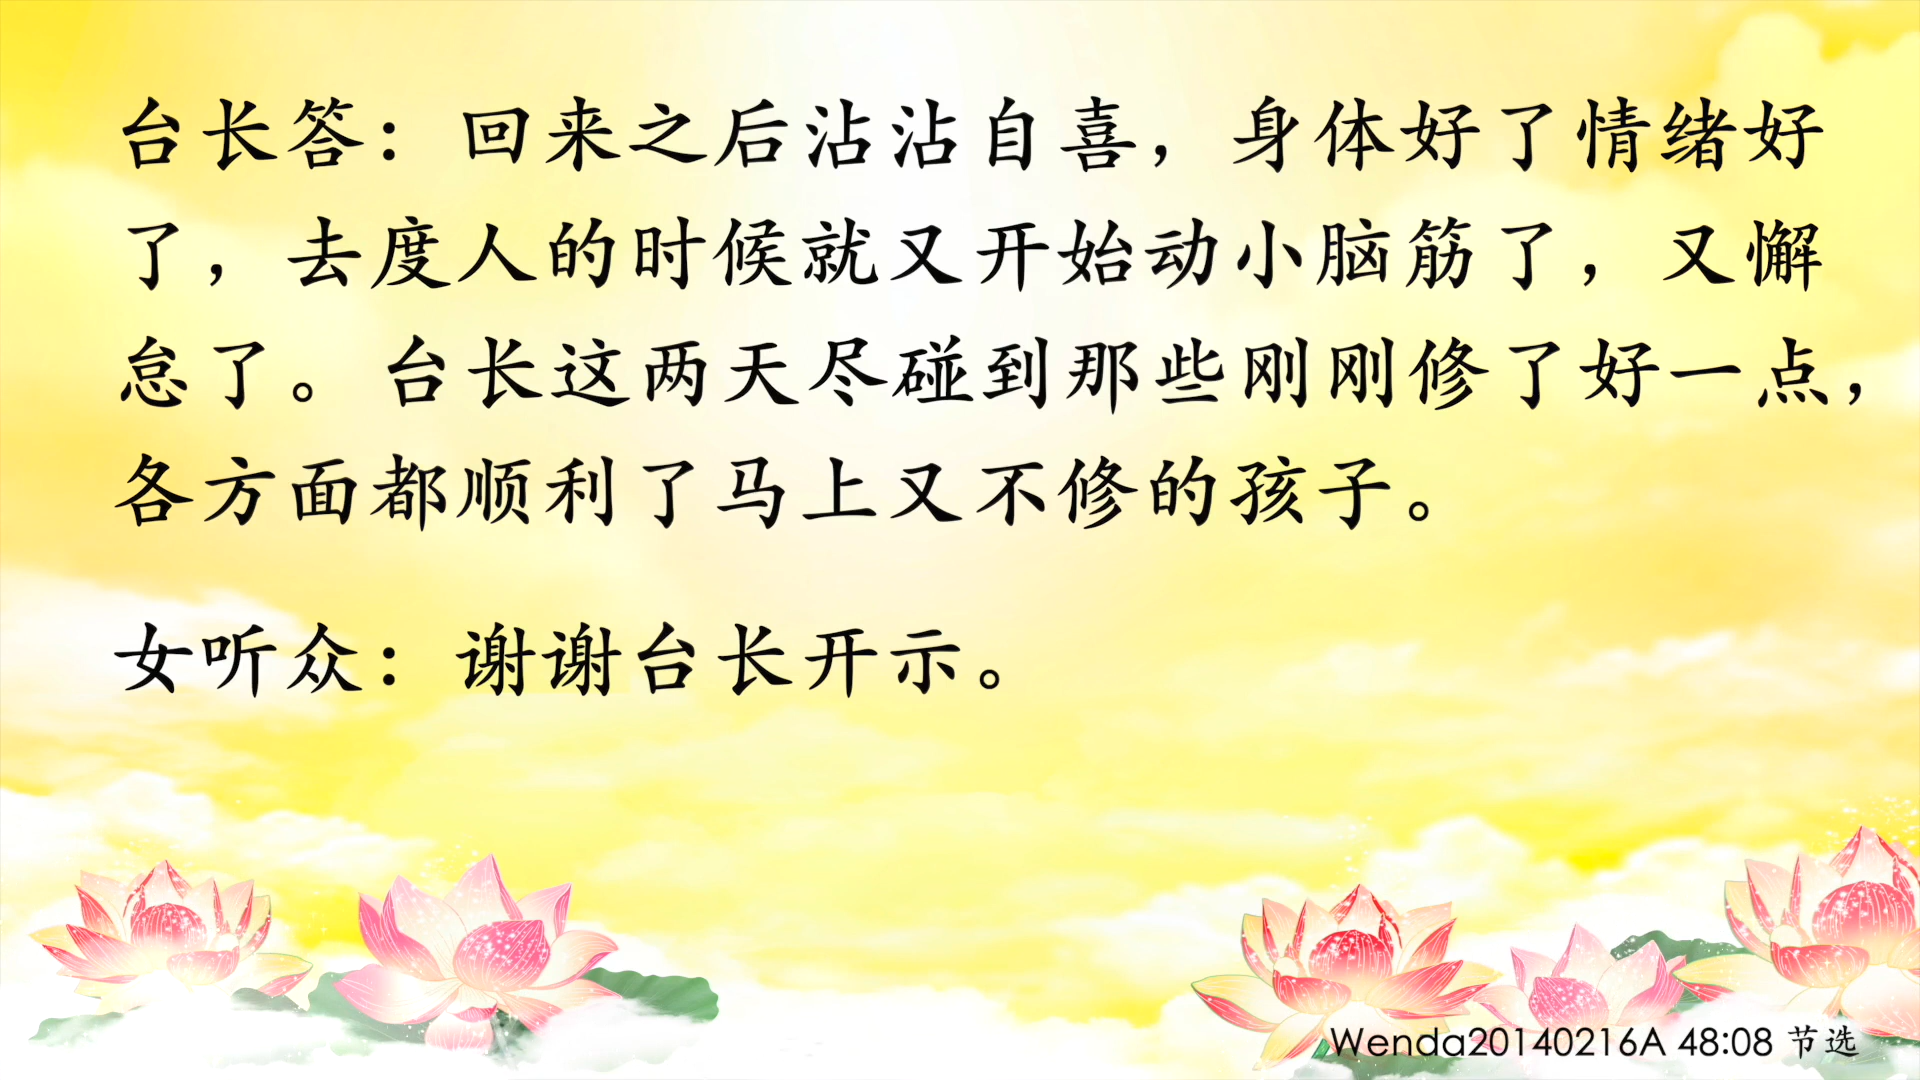 台长答：回来之后沾沾自喜，身体好了情绪好
了，去度人的时候就又开始动小脑筋了，又懈
怠了。台长这两天尽碰到那些刚刚修了好一点，
各方面都顺利了马上又不修的孩子。
女听众：谢谢台长开示。
Wenda20140216A 48:08 节选